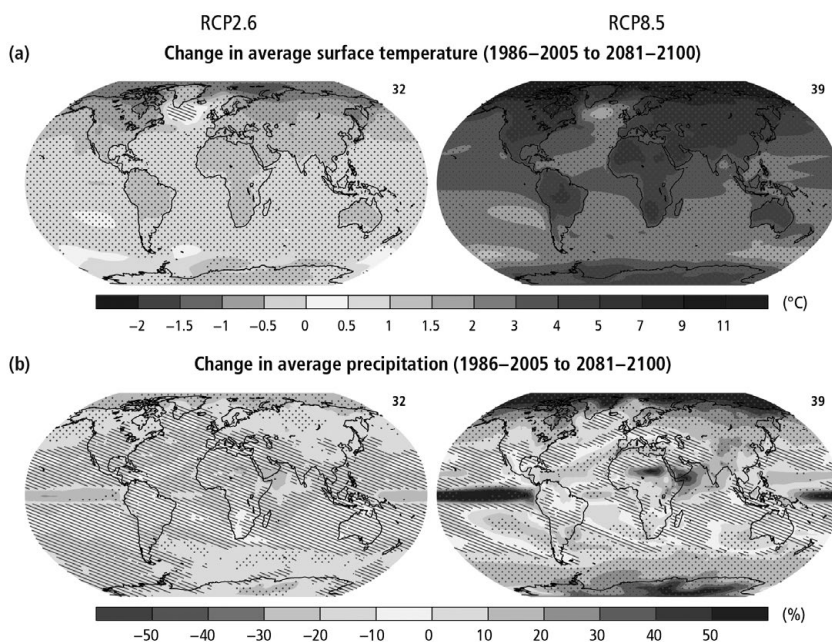 RCP2.6 RCP8.5
(a) Change in average surface temperature (1986–2005 to 2081–2100)
32 39
(°C)
−2 −1.5 −1 −0.5 0 0.5 1 1.5 2 3 4 5 7 9 11
(b) Change in average precipitation (1986–2005 to 2081–2100)
32 39
(%)
−50 −40 −30 −20 −10 0 10 20 30 40 50